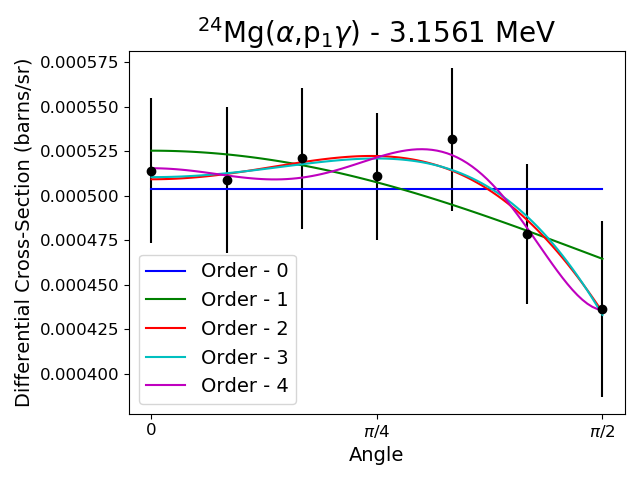 ²⁴Mg(α,p₁γ) - 3.1561 MeV
Differential Cross-Section (barns/sr)
0.000575
0.000550
0.000525
0.000500
0.000475
0.000450
0.000425
0.000400
Order - 0
Order - 1
Order - 2
Order - 3
Order - 4
0
π/4
π/2
Angle